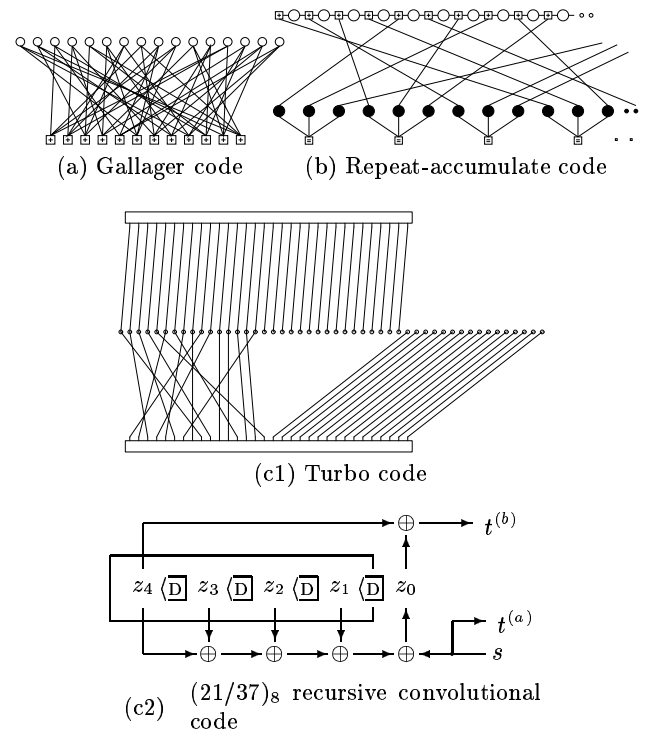 (a) Gallager code
(b) Repeat-accumulate code
(c1) Turbo code
t(b)
z4 ⟨D z3 ⟨D z2 ⟨D z1 ⟨D z0
t(a)
s
(c2) (21/37)8 recursive convolutional
code